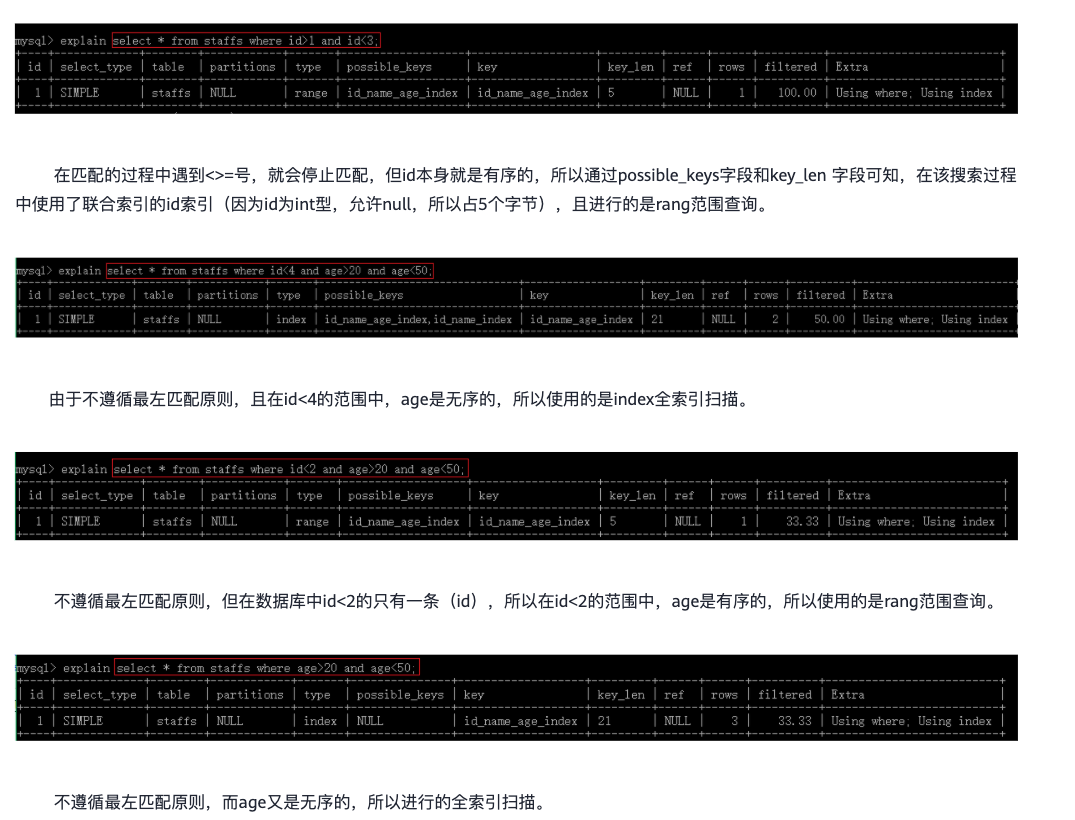 mysql> explain select * from staffs where id>1 and id<3;
| id | select_type | table | partitions | type | possible_keys | key | key_len | ref | rows | filtered | Extra |
| 1 | SIMPLE | staffs | NULL | range | id_name_age_index | id_name_age_index | 5 | NULL | 1 | 100.00 | Using where; Using index |
在匹配的过程中遇到<>=号，就会停止匹配，但id本身就是有序的，所以通过possible_keys字段和key_len 字段可知，在该搜索过程
中使用了联合索引的id索引（因为id为int型，允许null，所以占5个字节），且进行的是rang范围查询。
mysql> explain select * from staffs where id<4 and age>20 and age<50;
| id | select_type | table | partitions | type | possible_keys | key | key_len | ref | rows | filtered | Extra
| 1 | SIMPLE | staffs | NULL | index | id_name_age_index,id_name_index | id_name_age_index | 21 | NULL | 2 | 50.00 | Using where; Using index
由于不遵循最左匹配原则，且在id<4的范围中，age是无序的，所以使用的是index全索引扫描。
mysql> explain select * from staffs where id<2 and age>20 and age<50;
| id | select_type | table | partitions | type | possible_keys | key | key_len | ref | rows | filtered | Extra |
| 1 | SIMPLE | staffs | NULL | range | id_name_age_index | id_name_age_index | 5 | NULL | 1 | 33.33 | Using where; Using index |
不遵循最左匹配原则，但在数据库中id<2的只有一条（id），所以在id<2的范围中，age是有序的，所以使用的是rang范围查询。
mysql> explain select * from staffs where age>20 and age<50;
| id | select_type | table | partitions | type | possible_keys | key | key_len | ref | rows | filtered | Extra |
| 1 | SIMPLE | staffs | NULL | index | NULL | id_name_age_index | 21 | NULL | 3 | 33.33 | Using where; Using index |
不遵循最左匹配原则，而age又是无序的，所以进行的全索引扫描。